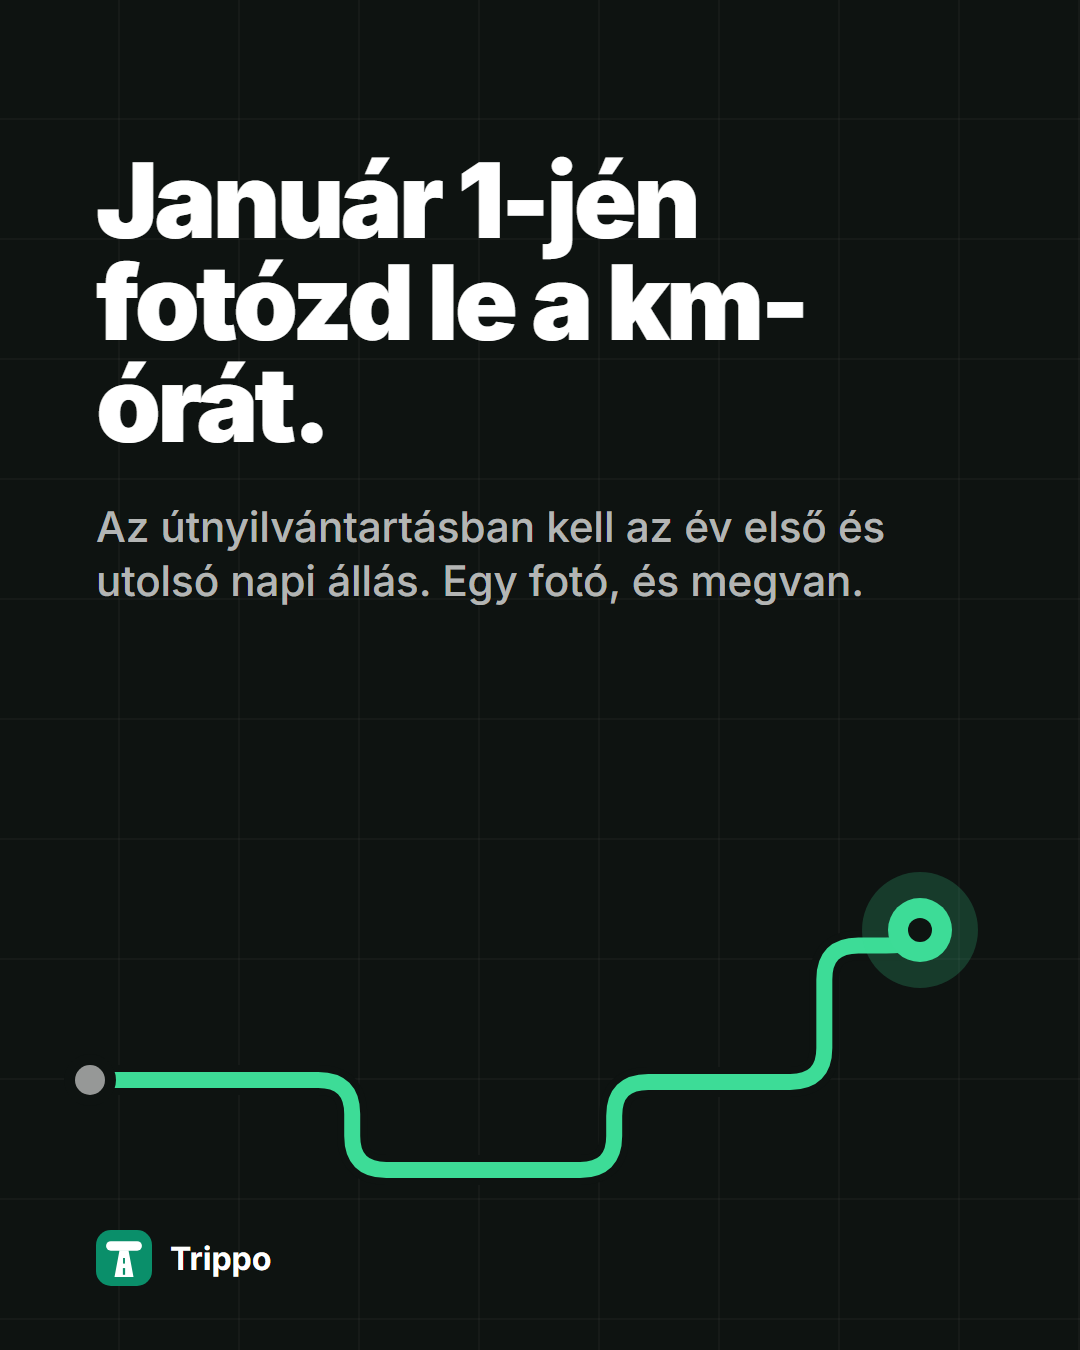 Január 1-jén
fotózd le a km-
órát.
Az útnyilvántartásban kell az év első és
utolsó napi állás. Egy fotó, és megvan.
Trippo